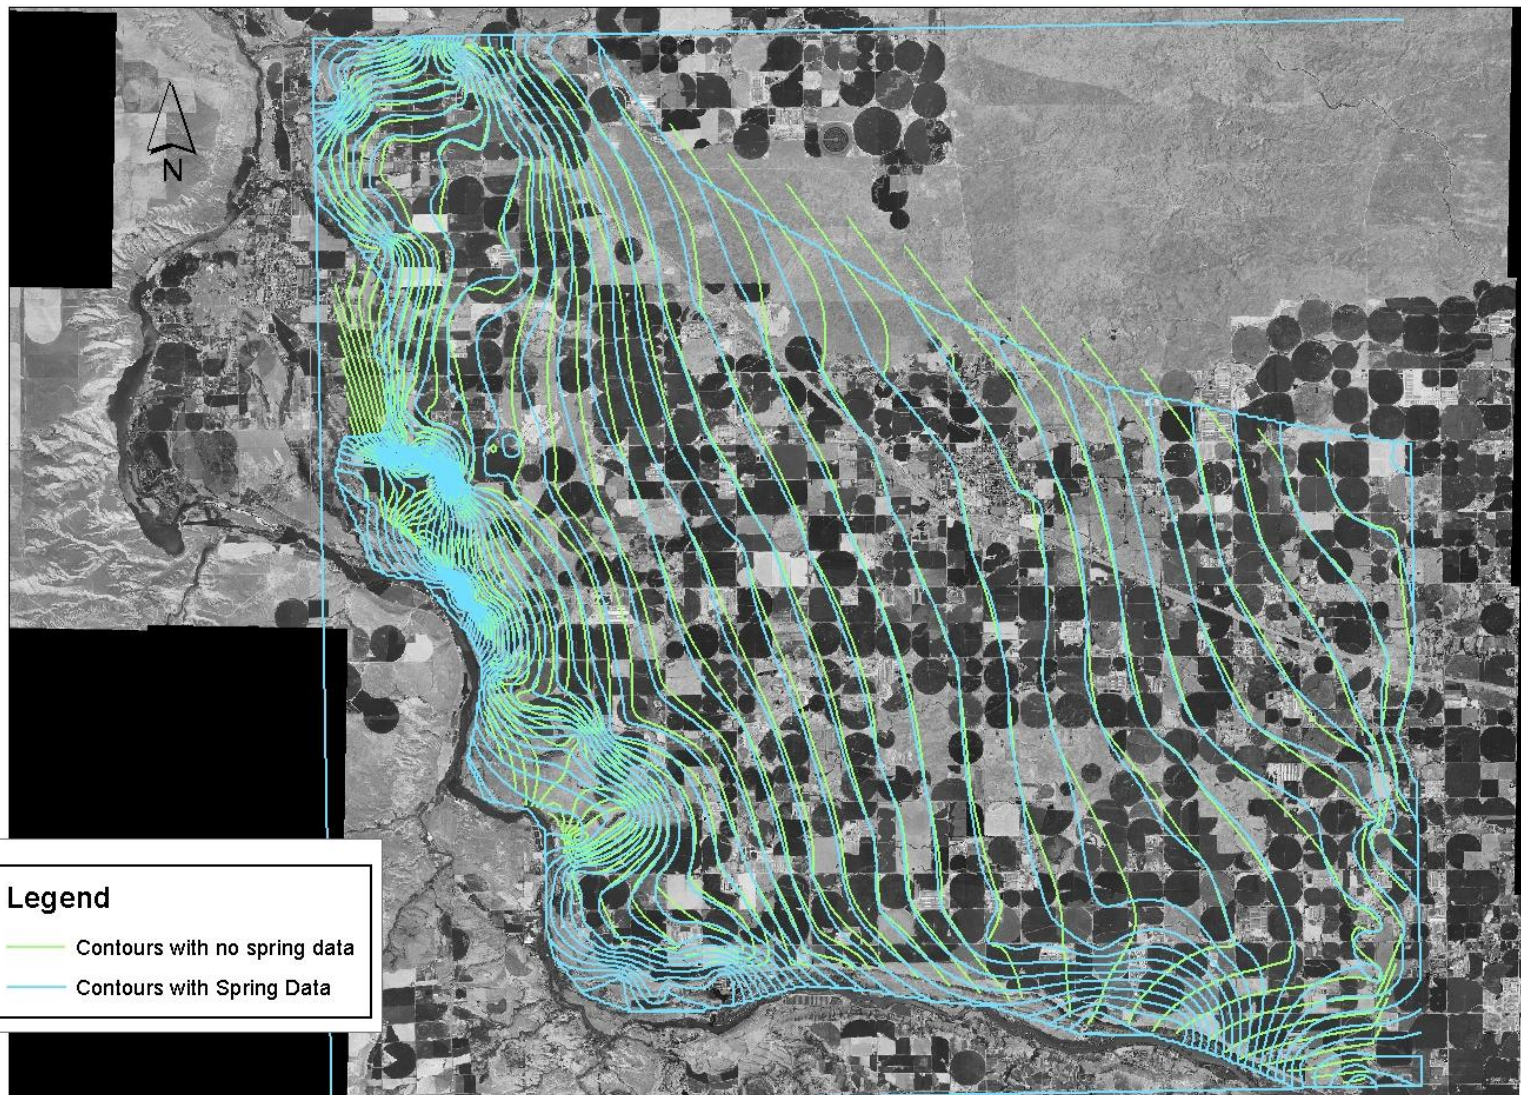 N
Legend
Contours with no spring data
Contours with Spring Data